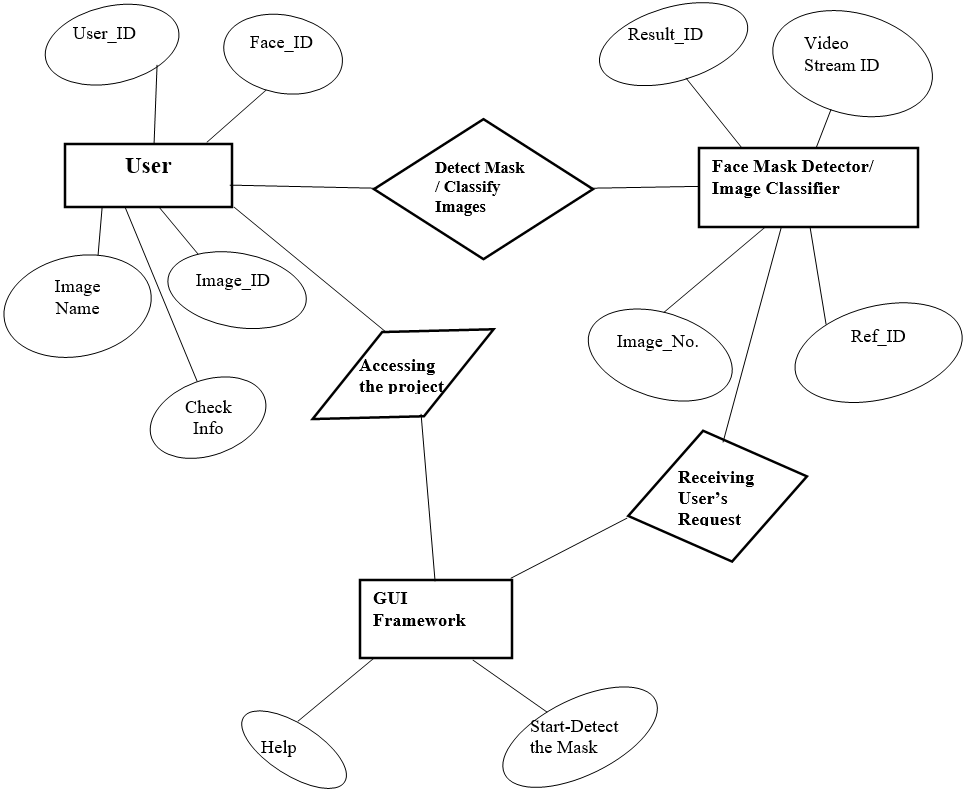 User_ID
Face_ID
Result_ID
Video
Stream ID
User
Detect Mask
/ Classify
Images
Face Mask Detector/
Image Classifier
Image
Name
Image_ID
Check
Info
Accessing
the project
Image_No.
Ref_ID
Receiving
User’s
Request
GUI
Framework
Help
Start-Detect
the Mask